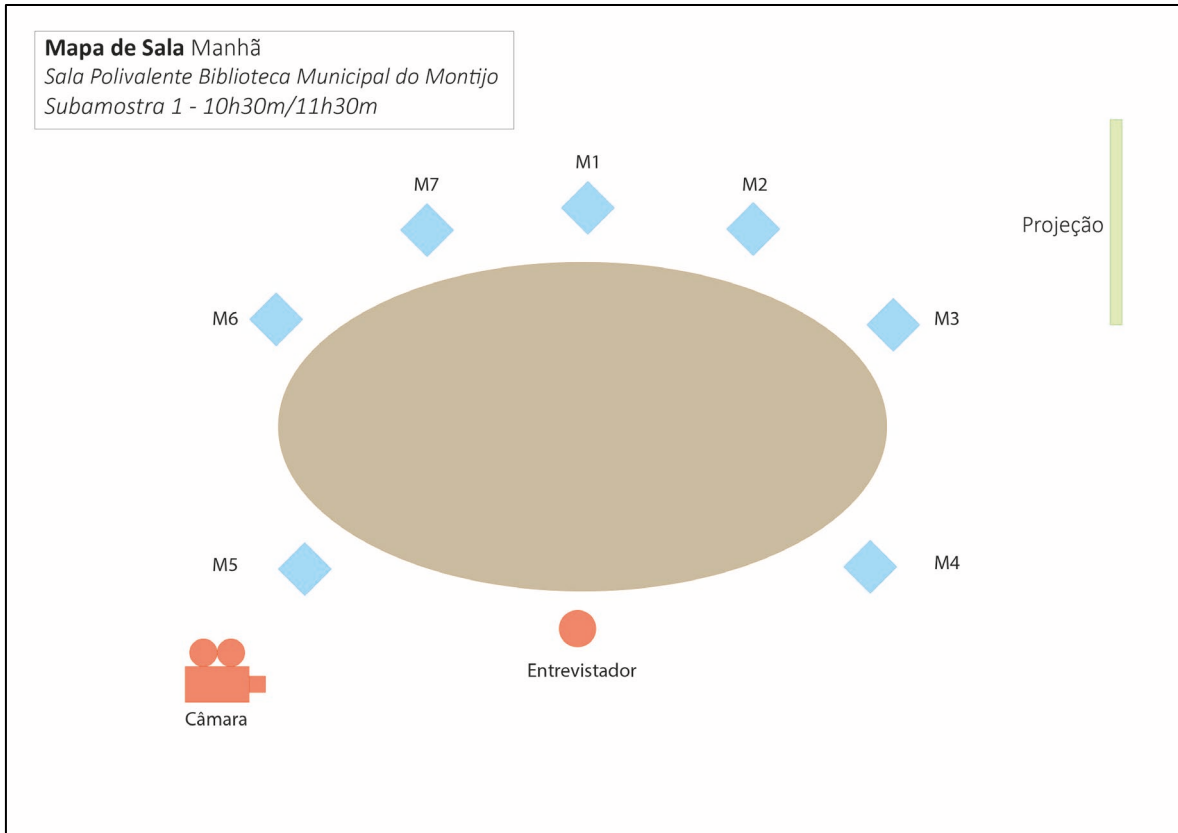 Mapa de Sala Manhã
Sala Polivalente Biblioteca Municipal do Montijo
Subamostra 1 - 10h30m/11h30m
M1
M7
M2
Projeção
M6
M3
M5
M4
Entrevistador
Câmara